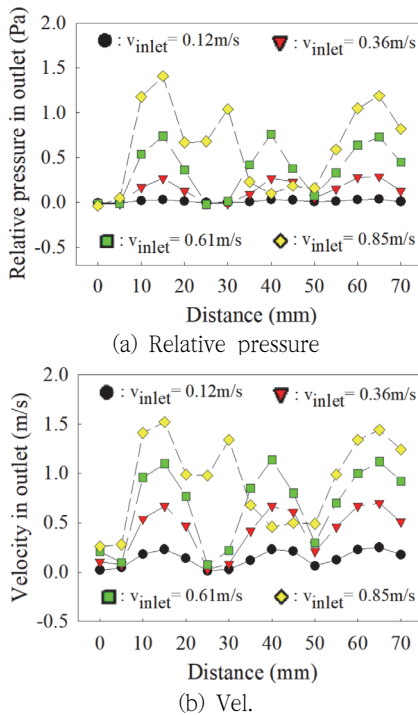 2.0
● : vinlet= 0.12m/s ▼ : vinlet= 0.36m/s
1.5
1.0
0.5
0.0
-0.5
■ : vinlet= 0.61m/s ◆ : vinlet= 0.85m/s
Relative pressure in outlet (Pa)
0 10 20 30 40 50 60 70
Distance (mm)
(a) Relative pressure
2.0
● : vinlet= 0.12m/s ▼ : vinlet= 0.36m/s
1.5
1.0
0.5
0.0
-0.5
■ : vinlet= 0.61m/s ◆ : vinlet= 0.85m/s
Velocity in outlet (m/s)
0 10 20 30 40 50 60 70
Distance (mm)
(b) Vel.